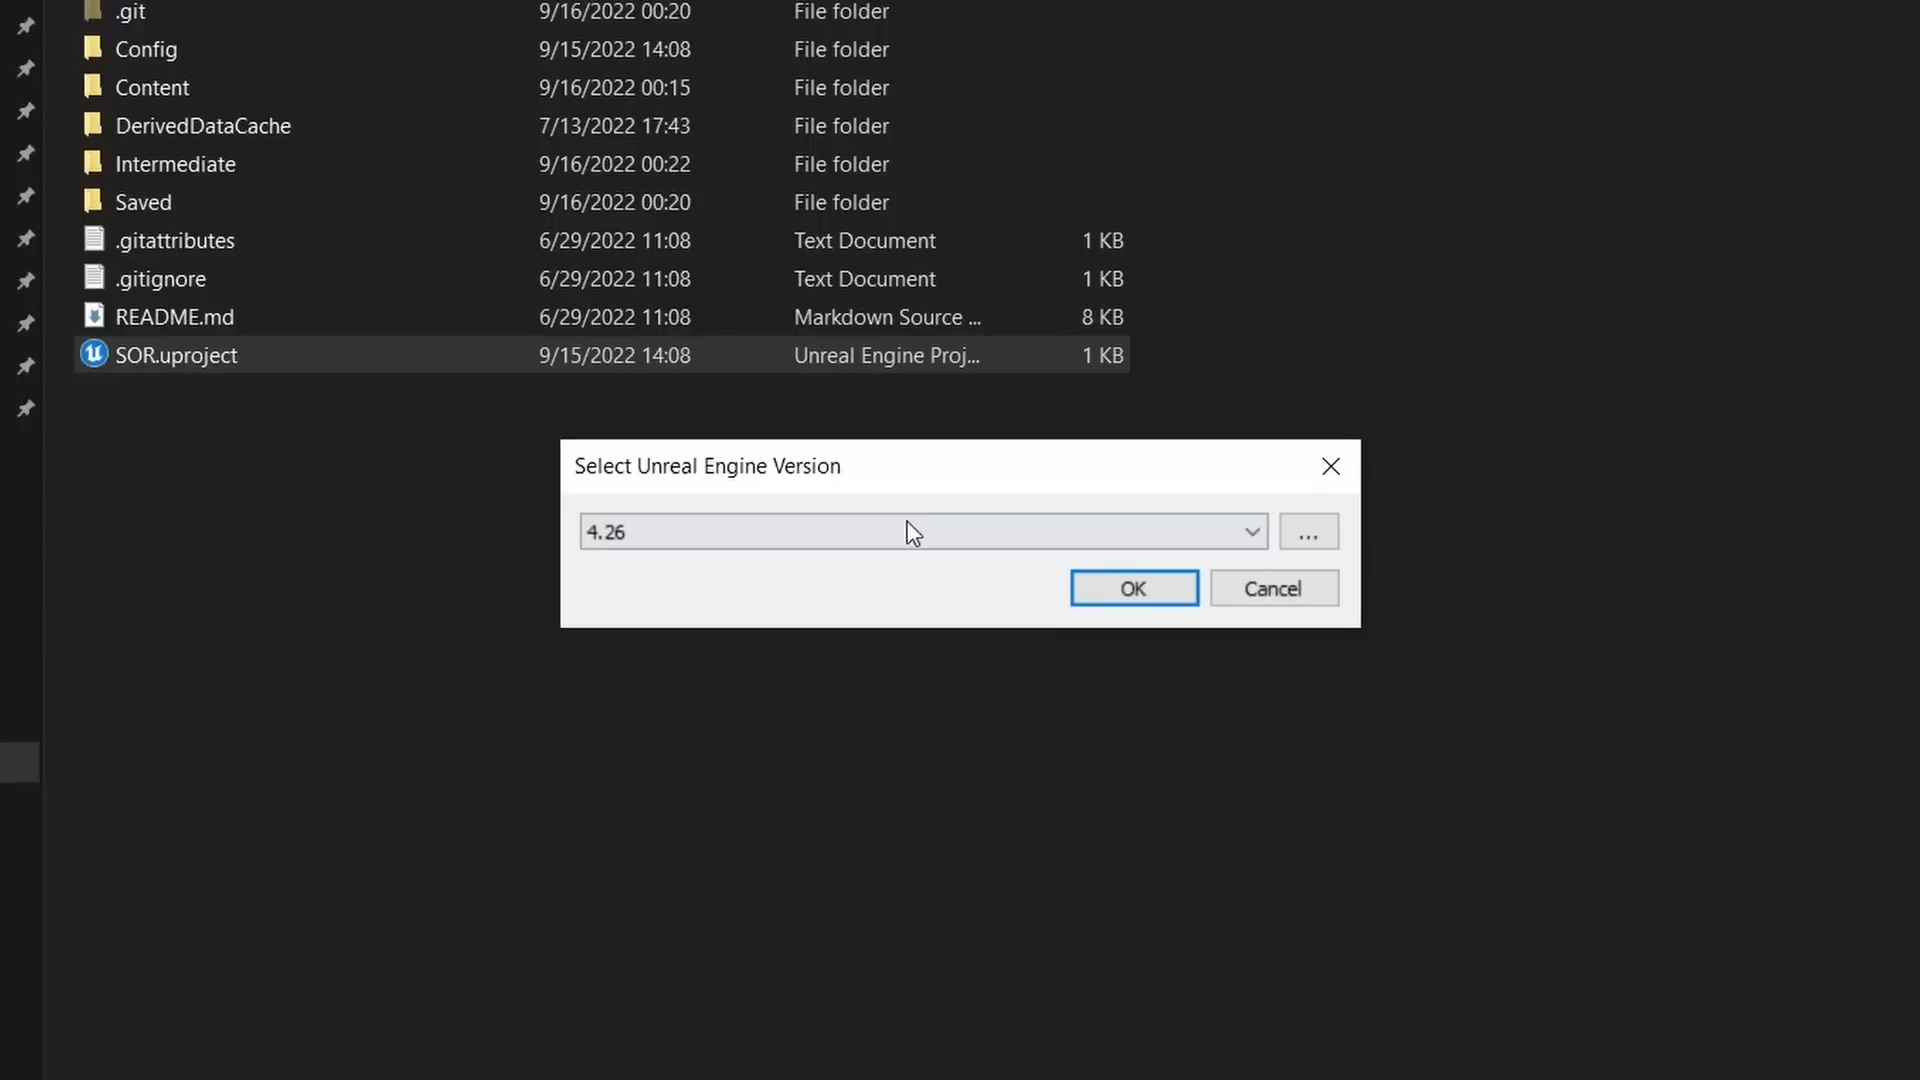 .git 9/16/2022 00:20 File folder
Config 9/15/2022 14:08 File folder
Content 9/16/2022 00:15 File folder
DerivedDataCache 7/13/2022 17:43 File folder
Intermediate 9/16/2022 00:22 File folder
Saved 9/16/2022 00:20 File folder
.gitattributes 6/29/2022 11:08 Text Document 1 KB
.gitignore 6/29/2022 11:08 Text Document 1 KB
README.md 6/29/2022 11:08 Markdown Source ... 8 KB
SOR.uproject 9/15/2022 14:08 Unreal Engine Proj... 1 KB
Select Unreal Engine Version
4.26 ...
OK Cancel